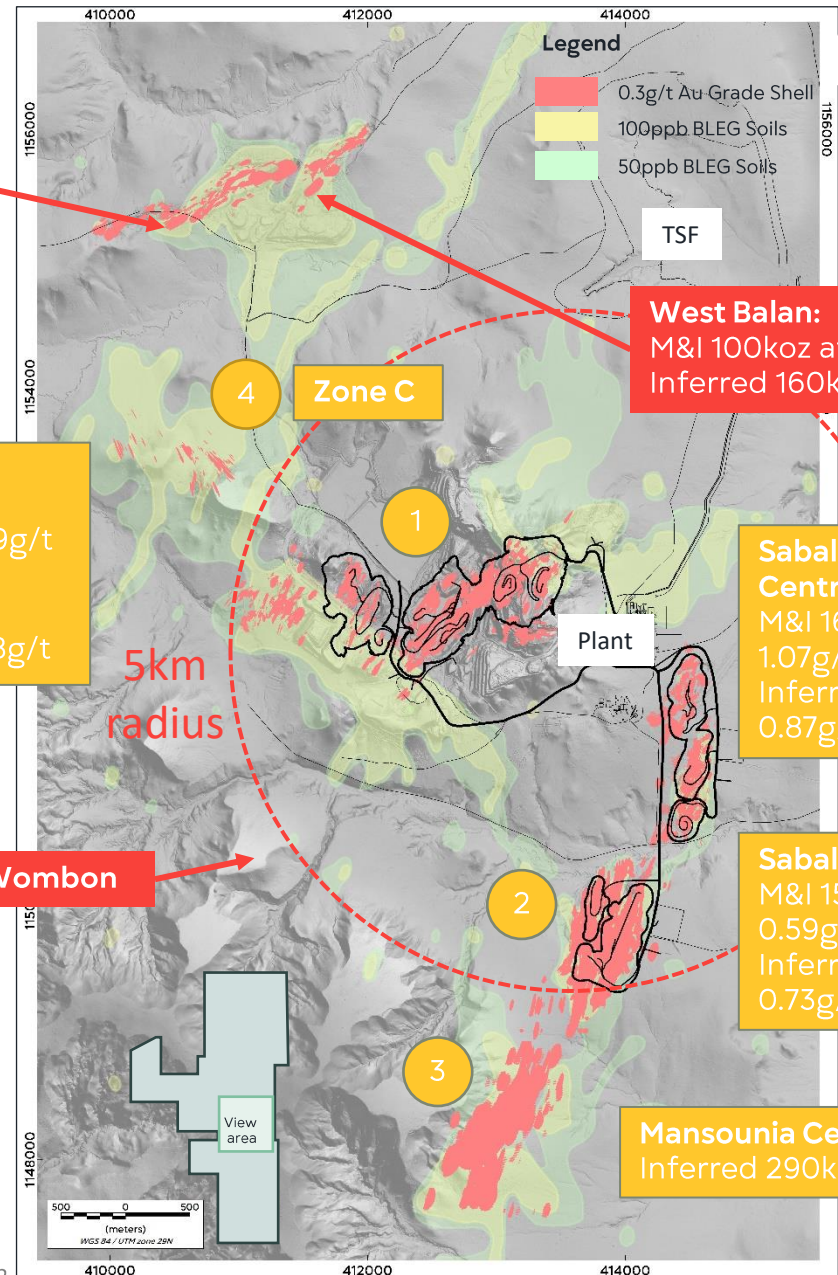 410000
412000
414000
Legend
0.3g/t Au Grade Shell
100ppb BLEG Soils
50ppb BLEG Soils
1156000
1156000
TSF
West Balan:
M&I 100koz a
Inferred 160k
1154000
4
Zone C
1
9g/t
3g/t
Sabal
Centr
M&I 16
1.07g/
Inferr
0.87g
Plant
5km
radius
Wombon
2
Sabal
M&I 15
0.59g
Inferr
0.73g
3
View
area
Mansounia Ce
Inferred 290k
1148000
500 0 500
(meters)
WGS 84 / UTM zone 29N
410000
412000
414000